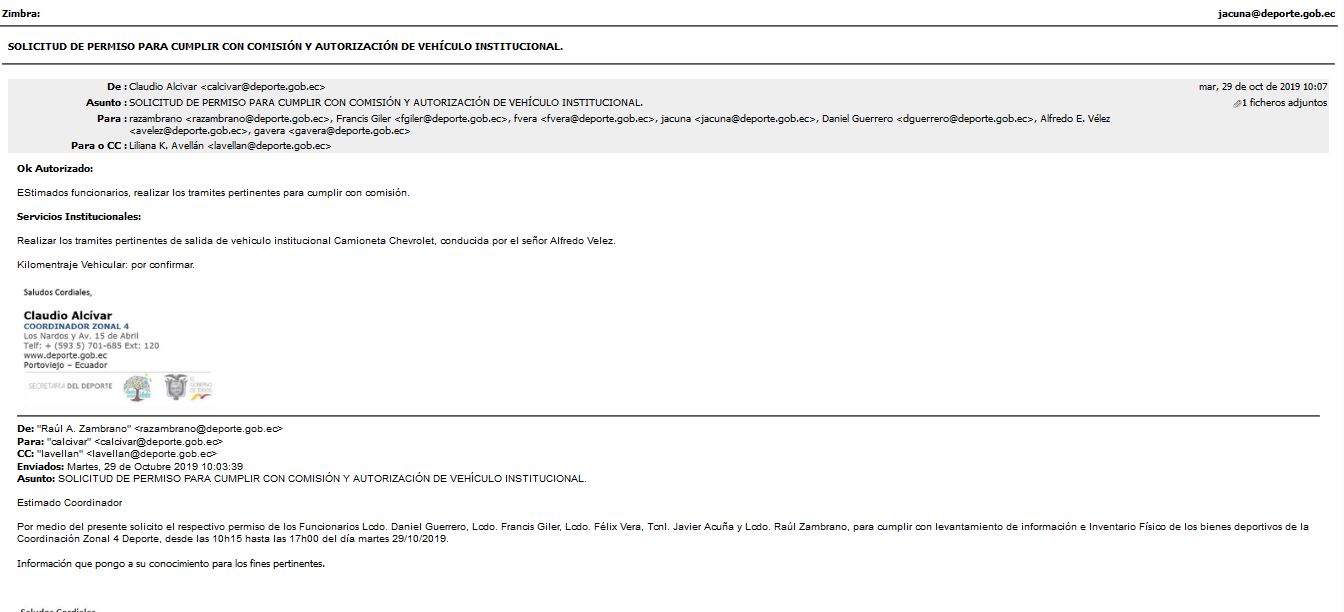 Zimbra: jacuna@deporte.gob.ec
SOLICITUD DE PERMISO PARA CUMPLIR CON COMISIÓN Y AUTORIZACIÓN DE VEHÍCULO INSTITUCIONAL.
De : Claudio Alcivar <calcivar@deporte.gob.ec> mar, 29 de oct de 2019 10:07
Asunto : SOLICITUD DE PERMISO PARA CUMPLIR CON COMISIÓN Y AUTORIZACIÓN DE VEHÍCULO INSTITUCIONAL. 1 ficheros adjuntos
Para : razambrano <razambrano@deporte.gob.ec>, Francis Giler <fgiler@deporte.gob.ec>, fvera <fvera@deporte.gob.ec>, jacuna <jacuna@deporte.gob.ec>, Daniel Guerrero <dguerrero@deporte.gob.ec>, Alfredo E. Vélez
<avelez@deporte.gob.ec>, gavera <gavera@deporte.gob.ec>
Para o CC : Liliana K. Avellán <lavellan@deporte.gob.ec>
Ok Autorizado:
EStimados funcionarios, realizar los tramites pertinentes para cumplir con comisión.
Servicios Institucionales:
Realizar los tramites pertinentes de salida de vehiculo institucional Camioneta Chevrolet, conducida por el señor Alfredo Velez.
Kilomentraje Vehicular: por confirmar.
Saludos Cordiales,
Claudio Alcívar
COORDINADOR ZONAL 4
Los Nardos y Av. 15 de Abril
Telf: + (593 5) 701-685 Ext: 120
www.deporte.gob.ec
Portoviejo – Ecuador
SECRETARÍA DEL DEPORTE
EL GOBIERNO
DE TODOS
De: "Raúl A. Zambrano" <razambrano@deporte.gob.ec>
Para: "calcivar" <calcivar@deporte.gob.ec>
CC: "lavellan" <lavellan@deporte.gob.ec>
Enviados: Martes, 29 de Octubre 2019 10:03:39
Asunto: SOLICITUD DE PERMISO PARA CUMPLIR CON COMISIÓN Y AUTORIZACIÓN DE VEHÍCULO INSTITUCIONAL.
Estimado Coordinador
Por medio del presente solicito el respectivo permiso de los Funcionarios Lcdo. Daniel Guerrero, Lcdo. Francis Giler, Lcdo. Félix Vera, Tcnl. Javier Acuña y Lcdo. Raúl Zambrano, para cumplir con levantamiento de información e Inventario Físico de los bienes deportivos de la
Coordinación Zonal 4 Deporte, desde las 10h15 hasta las 17h00 del día martes 29/10/2019.
Información que pongo a su conocimiento para los fines pertinentes.
Saludos Cordiales